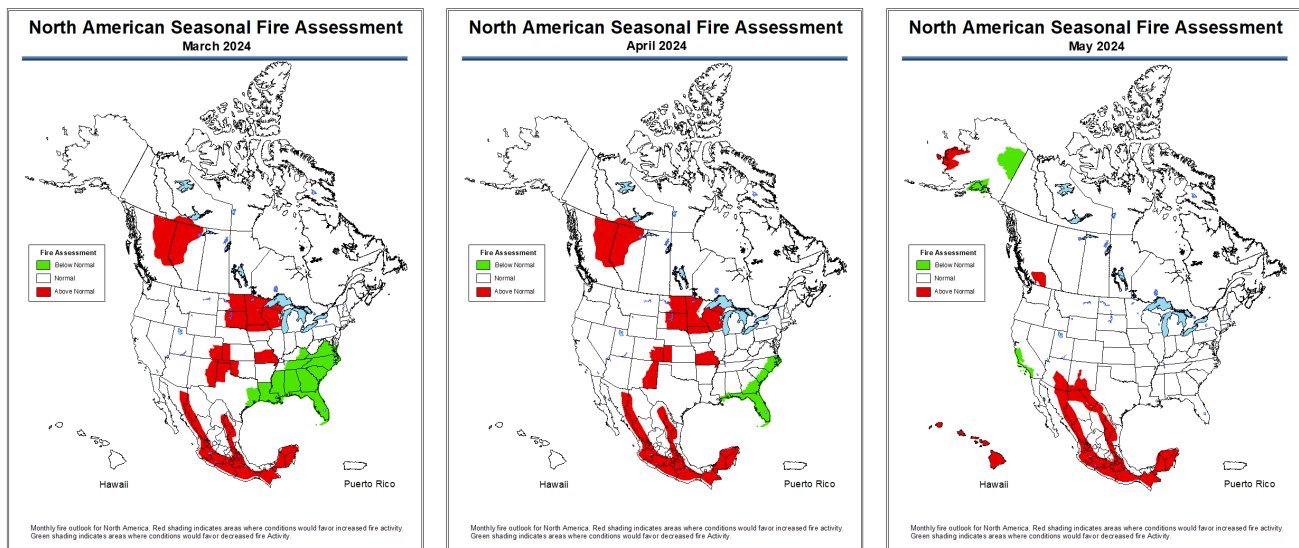 North American Seasonal Fire Assessment
March 2024
Fire Assessment
Below Normal
Normal
Above Normal
Hawaii
Puerto Rico
Monthly fire outlook for North America. Red shading indicates areas where conditions would favor increased fire activity.
Green shading indicates areas where conditions would favor decreased fire Activity.
North American Seasonal Fire Assessment
April 2024
Fire Assessment
Below Normal
Normal
Above Normal
Hawaii
Puerto Rico
Monthly fire outlook for North America. Red shading indicates areas where conditions would favor increased fire activity.
Green shading indicates areas where conditions would favor decreased fire Activity.
North American Seasonal Fire Assessment
May 2024
Fire Assessment
Below Normal
Normal
Above Normal
Hawaii
Puerto Rico
Monthly fire outlook for North America. Red shading indicates areas where conditions would favor increased fire activity.
Green shading indicates areas where conditions would favor decreased fire Activity.